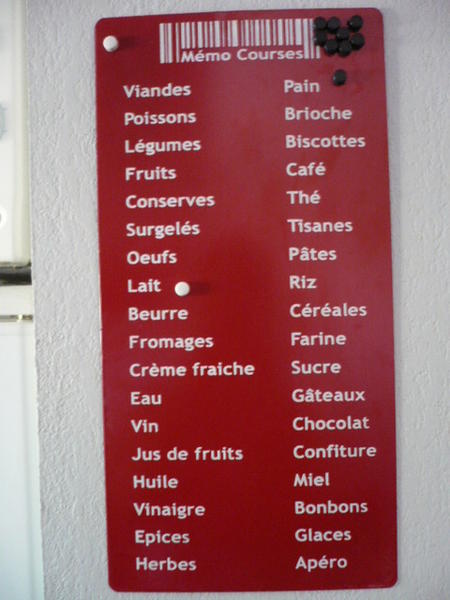 Mémo Courses
Viandes
Poissons
Légumes
Fruits
Conserves
Surgelés
Oeufs
Lait
Beurre
Fromages
Crème fraiche
Eau
Vin
Jus de fruits
Huile
Vinaigre
Epices
Herbes
Pain
Brioche
Biscottes
Café
Thé
Tisanes
Pâtes
Riz
Céréales
Farine
Sucre
Gâteaux
Chocolat
Confiture
Miel
Bonbons
Glaces
Apéro